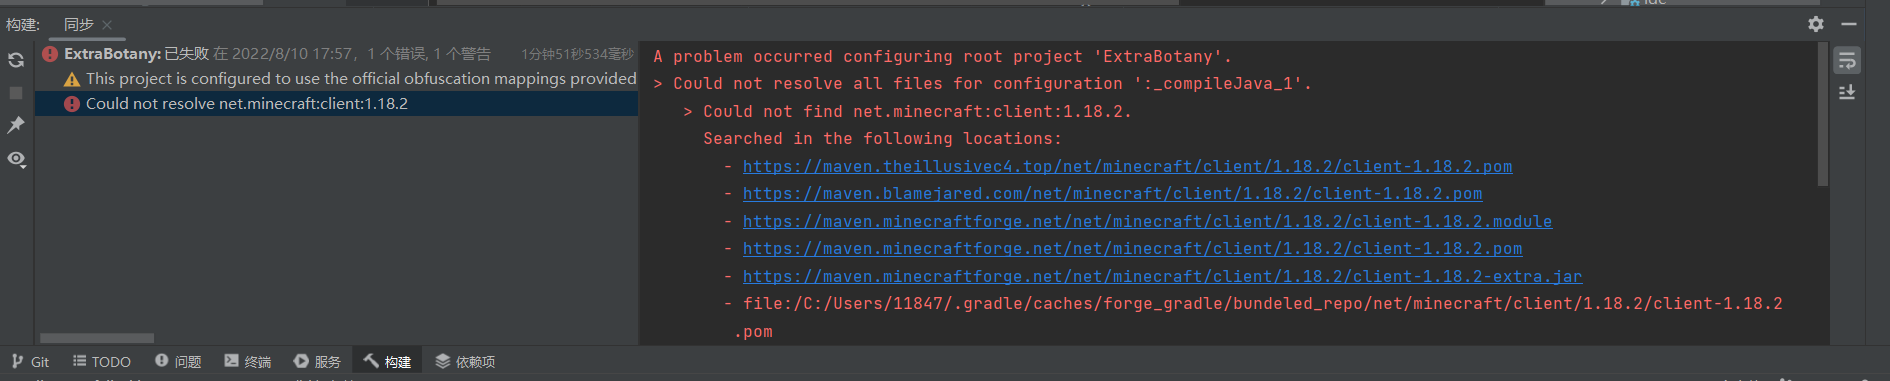 构建:
同步
ExtraBotany: 已失败 在 2022/8/10 17:57, 1 个错误, 1 个警告
1分钟51秒534毫秒
This project is configured to use the official obfuscation mappings provided
Could not resolve net.minecraft:client:1.18.2
A problem occurred configuring root project 'ExtraBotany'.
> Could not resolve all files for configuration ':_compileJava_1'.
> Could not find net.minecraft:client:1.18.2.
Searched in the following locations:
- https://maven.theillusivec4.top/net/minecraft/client/1.18.2/client-1.18.2.pom
- https://maven.blamejared.com/net/minecraft/client/1.18.2/client-1.18.2.pom
- https://maven.minecraftforge.net/net/minecraft/client/1.18.2/client-1.18.2.module
- https://maven.minecraftforge.net/net/minecraft/client/1.18.2/client-1.18.2.pom
- https://maven.minecraftforge.net/net/minecraft/client/1.18.2/client-1.18.2-extra.jar
- file:/C:/Users/11847/.gradle/caches/forge_gradle/bundeled_repo/net/minecraft/client/1.18.2/client-1.18.2
.pom
Git
TODO
问题
终端
服务
构建
依赖项